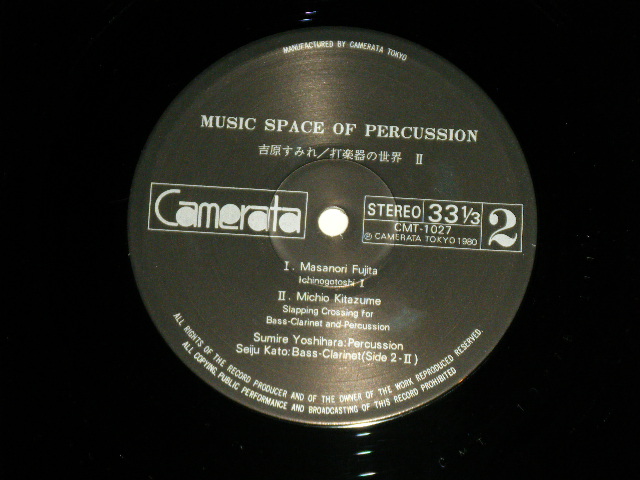 MANUFACTURED BY CAMERATA TOKYO
MUSIC SPACE OF PERCUSSION
吉原すみれ/打楽器の世界 II
Camerata
STEREO 33 1/3
CMT-1027
Ⓟ CAMERATA TOKYO 1980
2
I. Masanori Fujita
Ichinogotoshi I
II. Michio Kitazume
Slapping Crossing for
Bass-Clarinet and Percussion
Sumire Yoshihara:Percussion
Seiju Kato:Bass-Clarinet(Side 2-II)
ALL RIGHTS OF THE RECORD PRODUCER AND OF THE OWNER OF THE WORK REPRODUCED RESERVED.
ALL COPYING, PUBLIC PERFORMANCE AND BROADCASTING OF THIS RECORD PROHIBITED